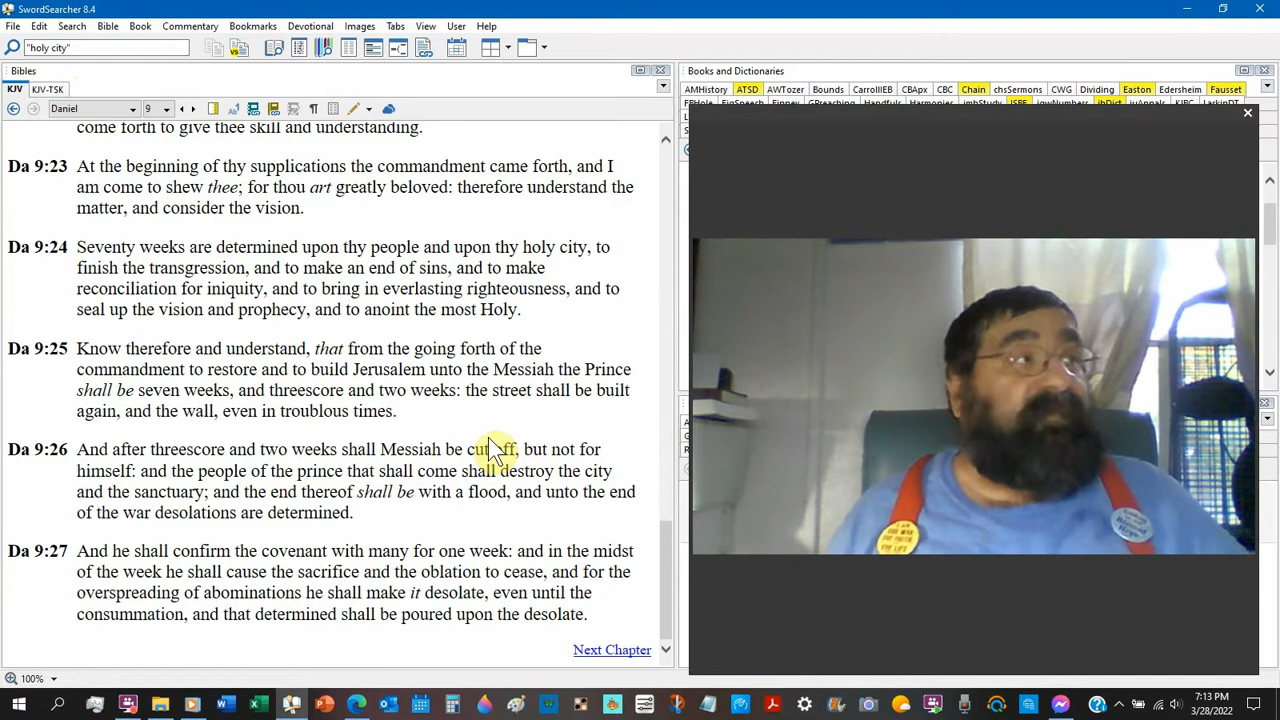 SwordSearcher 8.4
File Edit Search Bible Book Commentary Bookmarks Devotional Images Tabs View User Help
"holy city"
Bibles
KJV KJV-TSK
Daniel 9
come forth to give thee skill and understanding.
Da 9:23 At the beginning of thy supplications the commandment came forth, and I
am come to shew thee; for thou art greatly beloved: therefore understand the
matter, and consider the vision.
Da 9:24 Seventy weeks are determined upon thy people and upon thy holy city, to
finish the transgression, and to make an end of sins, and to make
reconciliation for iniquity, and to bring in everlasting righteousness, and to
seal up the vision and prophecy, and to anoint the most Holy.
Da 9:25 Know therefore and understand, that from the going forth of the
commandment to restore and to build Jerusalem unto the Messiah the Prince
shall be seven weeks, and threescore and two weeks: the street shall be built
again, and the wall, even in troublous times.
Da 9:26 And after threescore and two weeks shall Messiah be cut off, but not for
himself: and the people of the prince that shall come shall destroy the city
and the sanctuary; and the end thereof shall be with a flood, and unto the end
of the war desolations are determined.
Da 9:27 And he shall confirm the covenant with many for one week: and in the midst
of the week he shall cause the sacrifice and the oblation to cease, and for the
overspreading of abominations he shall make it desolate, even until the
consummation, and that determined shall be poured upon the desolate.
Next Chapter
100%
Books and Dictionaries
AMHistory ATSD AWTozer Bounds CarrollEB CBApx CBC Chain chsSermons CWG Dividing Easton Edersheim Fausset
7:13 PM
3/28/2022